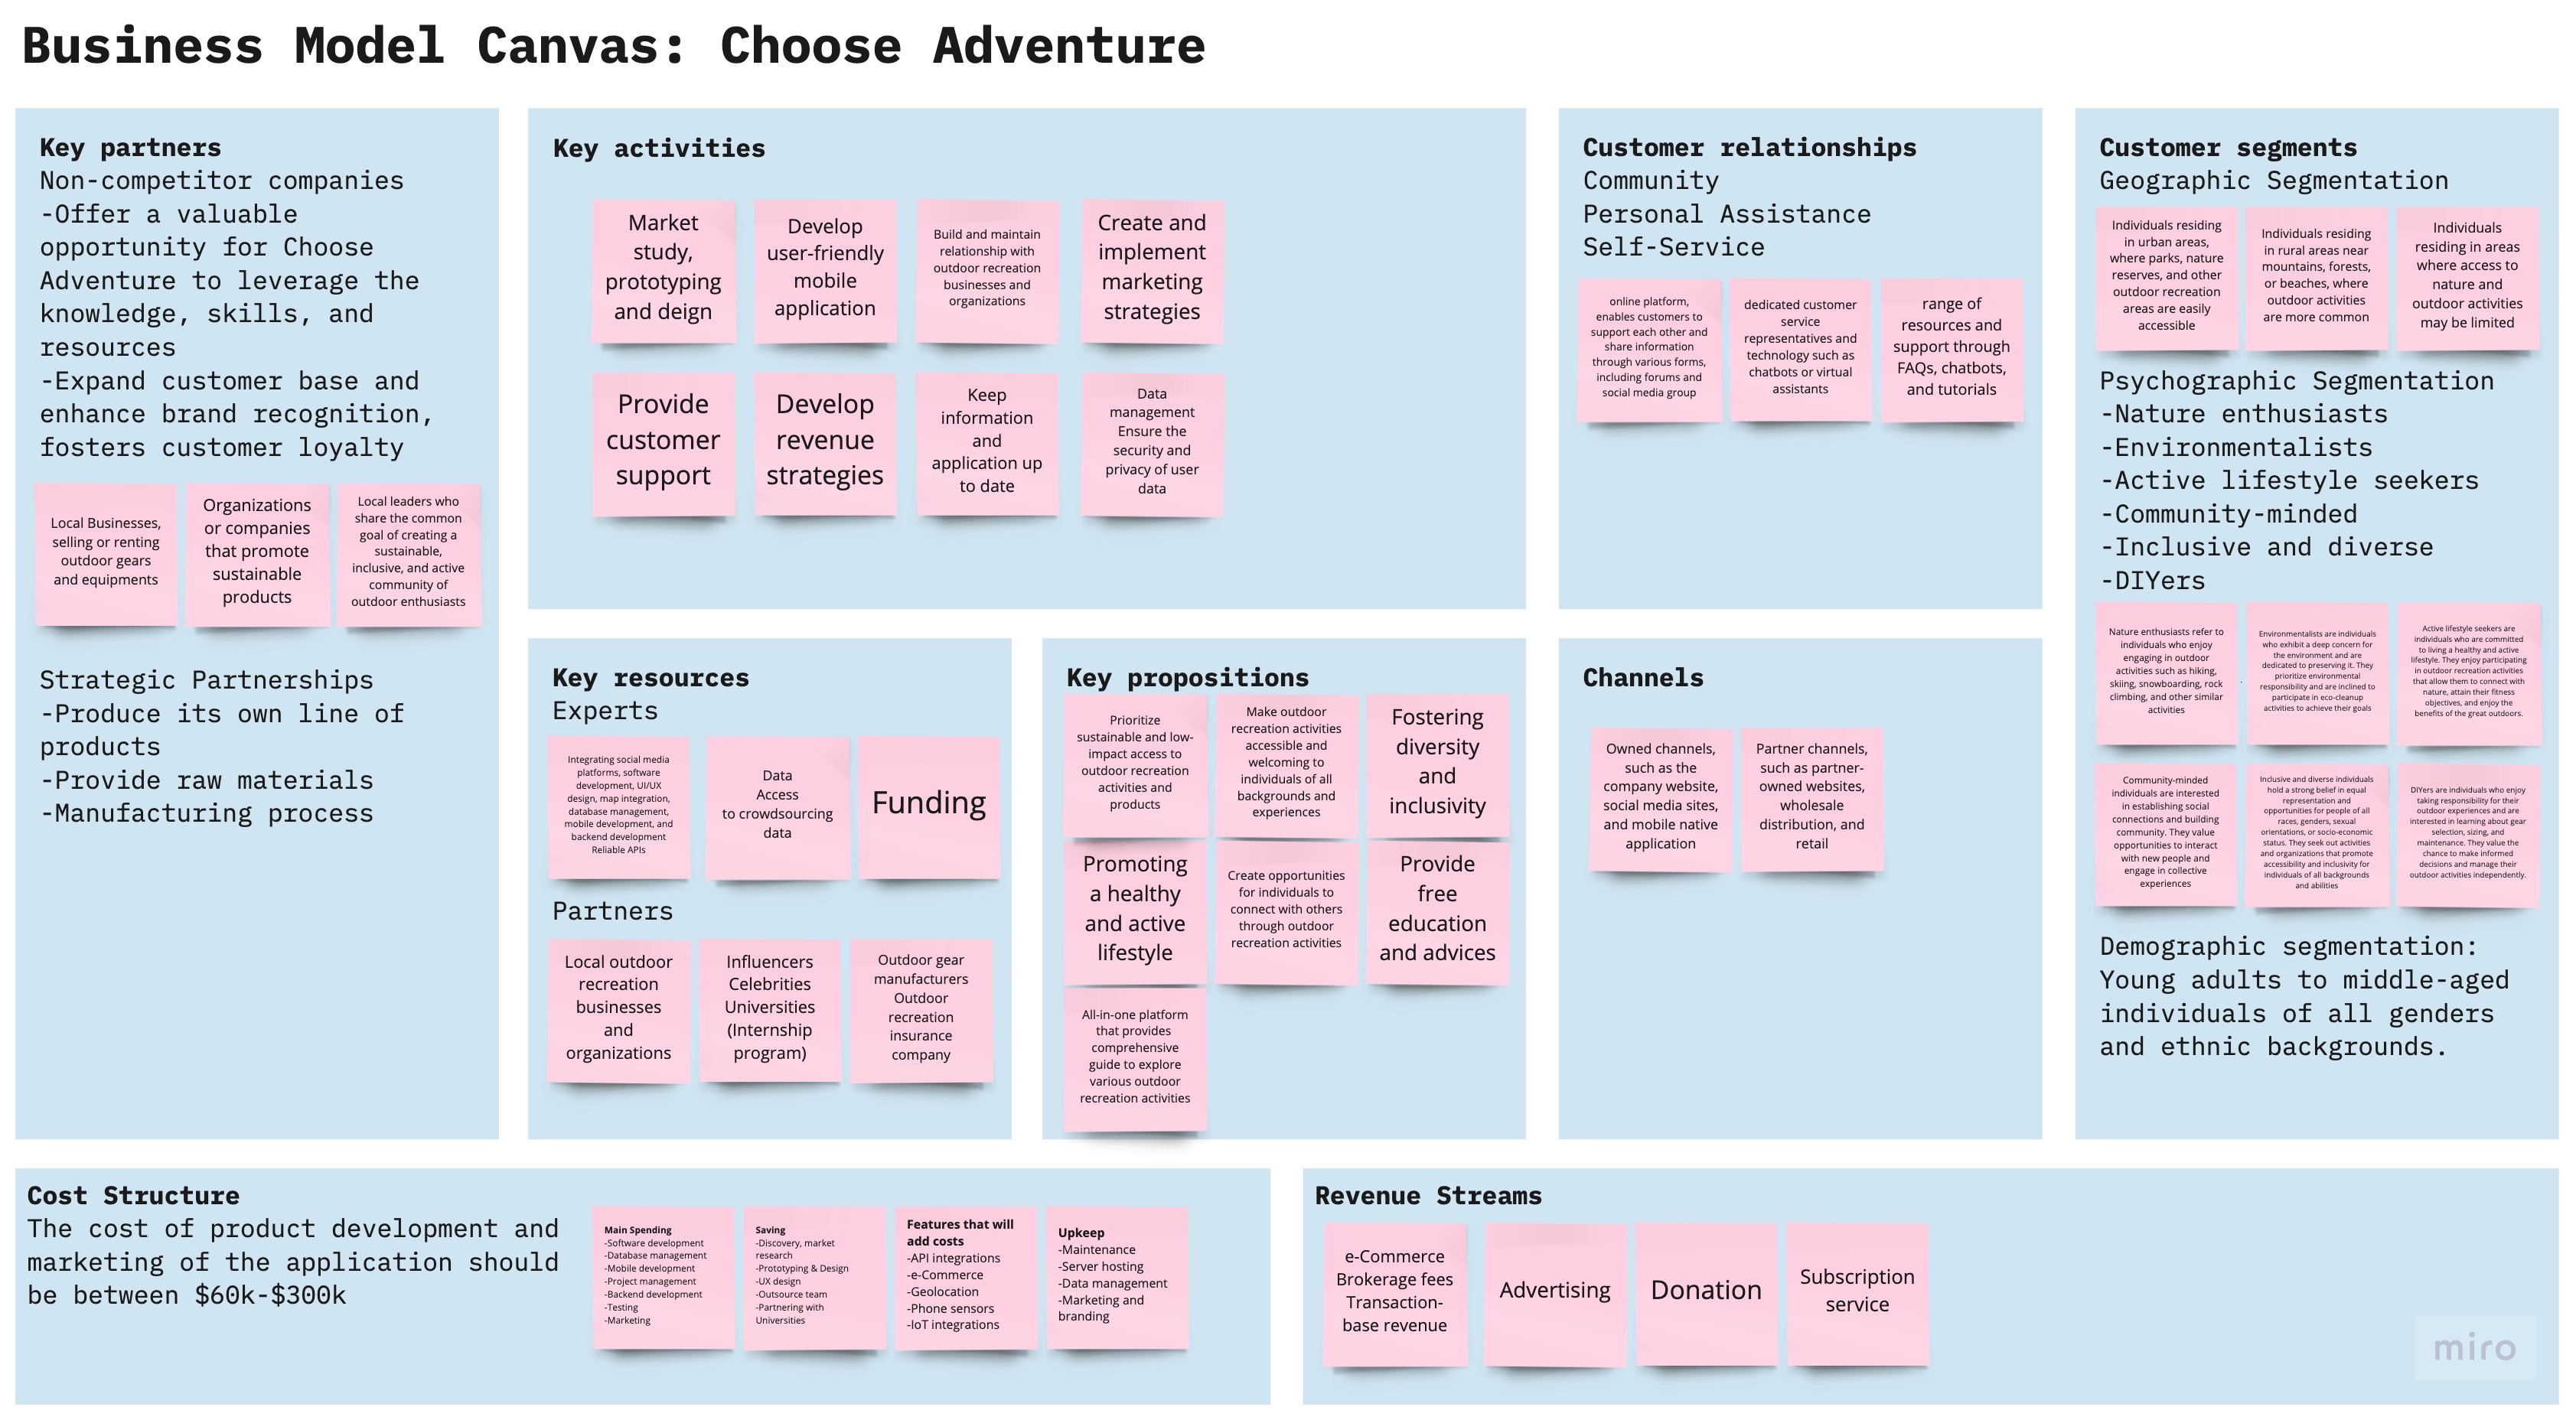 Business Model Canvas: Choose Adventure
Key partners
Non-competitor companies
-Offer a valuable
opportunity for Choose
Adventure to leverage the
knowledge, skills, and
resources
-Expand customer base and
enhance brand recognition,
fosters customer loyalty
Local Businesses,
selling or renting
outdoor gears
and equipments
Organizations
or companies
that promote
sustainable
products
Local leaders who
share the common
goal of creating a
sustainable,
inclusive, and active
community of
outdoor enthusiasts
Strategic Partnerships
-Produce its own line of
products
-Provide raw materials
-Manufacturing process
Key activities
Market
study,
prototyping
and deign
Develop
user-friendly
mobile
application
Build and maintain
relationship with
outdoor recreation
businesses and
organizations
Create and
implement
marketing
strategies
Provide
customer
support
Develop
revenue
strategies
Keep
information
and
application up
to date
Data
management
Ensure the
security and
privacy of user
data
Key resources
Experts
Integrating social media
platforms, software
development, UI/UX
design, map integration,
database management,
mobile development, and
backend development
Reliable APIs
Data
Access
to crowdsourcing
data
Funding
Partners
Local outdoor
recreation
businesses
and
organizations
Influencers
Celebrities
Universities
(Internship
program)
Outdoor gear
manufacturers
Outdoor
recreation
insurance
company
Key propositions
Prioritize
sustainable and low-
impact access to
outdoor recreation
activities and
products
Make outdoor
recreation activities
accessible and
welcoming to
individuals of all
backgrounds and
experiences
Fostering
diversity
and
inclusivity
Promoting
a healthy
and active
lifestyle
Create opportunities
for individuals to
connect with others
through outdoor
recreation activities
Provide
free
education
and advices
All-in-one platform
that provides
comprehensive
guide to explore
various outdoor
recreation activities
Customer relationships
Community
Personal Assistance
Self-Service
online platform,
enables customers to
support each other and
share information
through various forms,
including forums and
social media group
dedicated customer
service
representatives and
technology such as
chatbots or virtual
assistants
range of
resources and
support through
FAQs, chatbots,
and tutorials
Channels
Owned channels,
such as the
company website,
social media sites,
and mobile native
application
Partner channels,
such as partner-
owned websites,
wholesale
distribution, and
retail
Customer segments
Geographic Segmentation
Individuals residing
in urban areas,
where parks, nature
reserves, and other
outdoor recreation
areas are easily
accessible
Individuals residing
in rural areas near
mountains, forests,
or beaches, where
outdoor activities
are more common
Individuals
residing in areas
where access to
nature and
outdoor activities
may be limited
Psychographic Segmentation
-Nature enthusiasts
-Environmentalists
-Active lifestyle seekers
-Community-minded
-Inclusive and diverse
-DIYers
Nature enthusiasts refer to
individuals who enjoy
engaging in outdoor
activities such as hiking,
skiing, snowboarding, rock
climbing, and other similar
activities
Environmentalists are individuals
who exhibit a deep concern for
the environment and are
dedicated to preserving it. They
prioritize environmental
responsibility and are inclined to
participate in eco-cleanup
activities to achieve their goals
Active lifestyle seekers are
individuals who are committed
to living a healthy and active
lifestyle. They enjoy participating
in outdoor recreation activities
that allow them to connect with
nature, attain their fitness
objectives, and enjoy the
benefits of the great outdoors.
Community-minded
individuals are interested
in establishing social
connections and building
community. They value
opportunities to interact
with new people and
engage in collective
experiences
Inclusive and diverse individuals
hold a strong belief in equal
representation and
opportunities for people of all
races, genders, sexual
orientations, or socio-economic
status. They seek out activities
and organizations that promote
accessibility and inclusivity for
individuals of all backgrounds
and abilities
DIYers are individuals who enjoy
taking responsibility for their
outdoor experiences and are
interested in learning about gear
selection, sizing, and
maintenance. They value the
chance to make informed
decisions and manage their
outdoor activities independently.
Demographic segmentation:
Young adults to middle-aged
individuals of all genders
and ethnic backgrounds.
Cost Structure
The cost of product development and
marketing of the application should
be between $60k-$300k
Main Spending
-Software development
-Database management
-Mobile development
-Project management
-Backend development
-Testing
-Marketing
Saving
-Discovery, market
research
-Prototyping & Design
-UX design
-Outsource team
-Partnering with
Universities
Features that will
add costs
-API integrations
-e-Commerce
-Geolocation
-Phone sensors
-IoT integrations
Upkeep
-Maintenance
-Server hosting
-Data management
-Marketing and
branding
Revenue Streams
e-Commerce
Brokerage fees
Transaction-
base revenue
Advertising
Donation
Subscription
service
miro